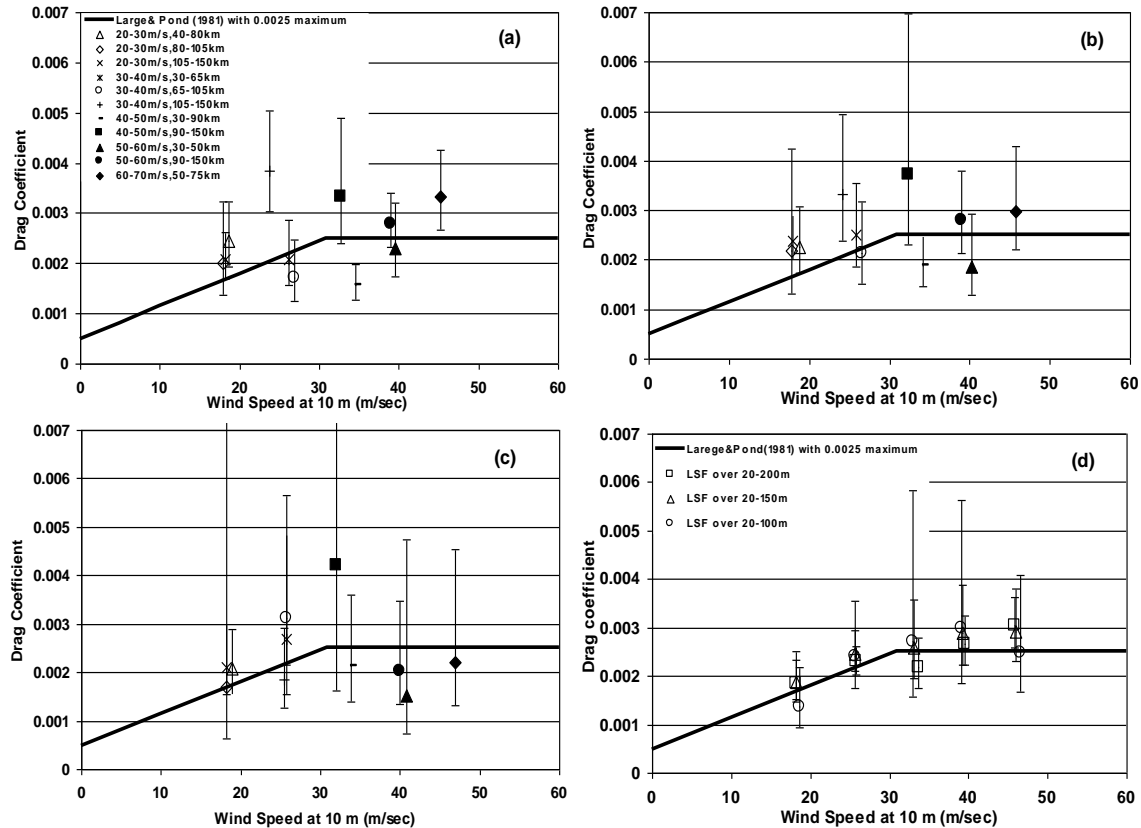 (a)
Large& Pond (1981) with 0.0025 maximum
20-30m/s,40-80km
20-30m/s,80-105km
20-30m/s,105-150km
30-40m/s,30-65km
30-40m/s,65-105km
30-40m/s,105-150km
40-50m/s,30-90km
40-50m/s,90-150km
50-60m/s,30-50km
50-60m/s,90-150km
60-70m/s,50-75km
Drag Coefficient
0.007
0.006
0.005
0.004
0.003
0.002
0.001
0
0 10 20 30 40 50 60
Wind Speed at 10 m (m/sec)
(b)
Drag Coefficient
0.007
0.006
0.005
0.004
0.003
0.002
0.001
0
0 10 20 30 40 50 60
Wind Speed at 10 m (m/sec)
(c)
Drag Coefficient
0.007
0.006
0.005
0.004
0.003
0.002
0.001
0
0 10 20 30 40 50 60
Wind Speed at 10 m (m/sec)
(d)
Larege&Pond(1981) with 0.0025 maximum
LSF over 20-200m
LSF over 20-150m
LSF over 20-100m
Drag coefficient
0.007
0.006
0.005
0.004
0.003
0.002
0.001
0
0 10 20 30 40 50 60
Wind Speed at 10 m (m/sec)